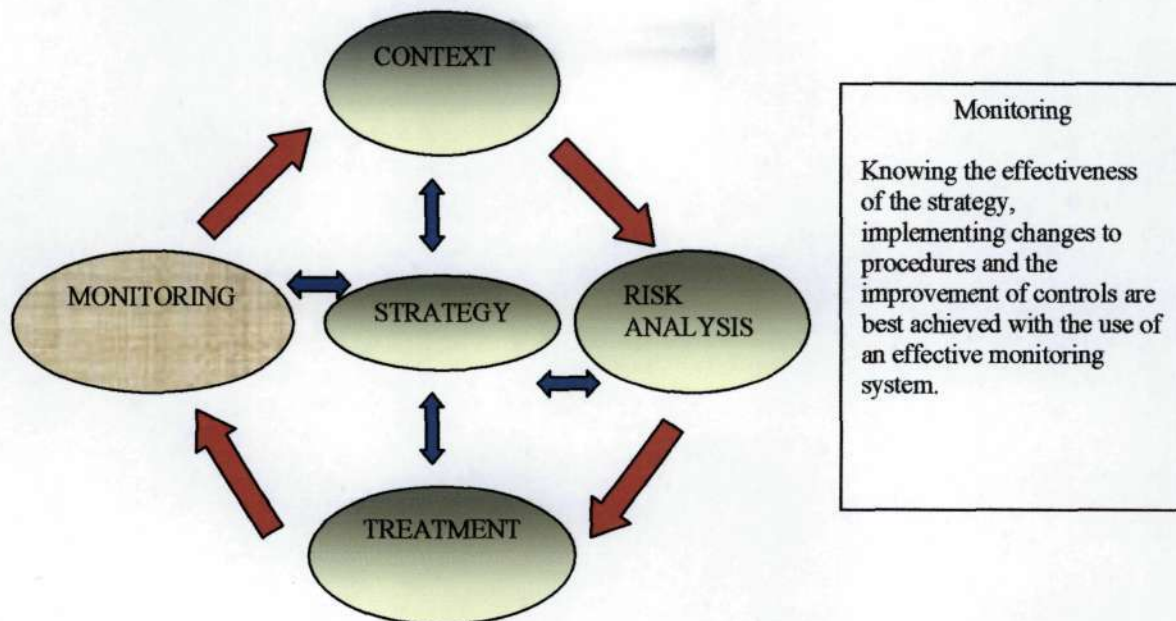 CONTEXT
MONITORING
STRATEGY
RISK
ANALYSIS
TREATMENT
Monitoring
Knowing the effectiveness
of the strategy,
implementing changes to
procedures and the
improvement of controls are
best achieved with the use of
an effective monitoring
system.